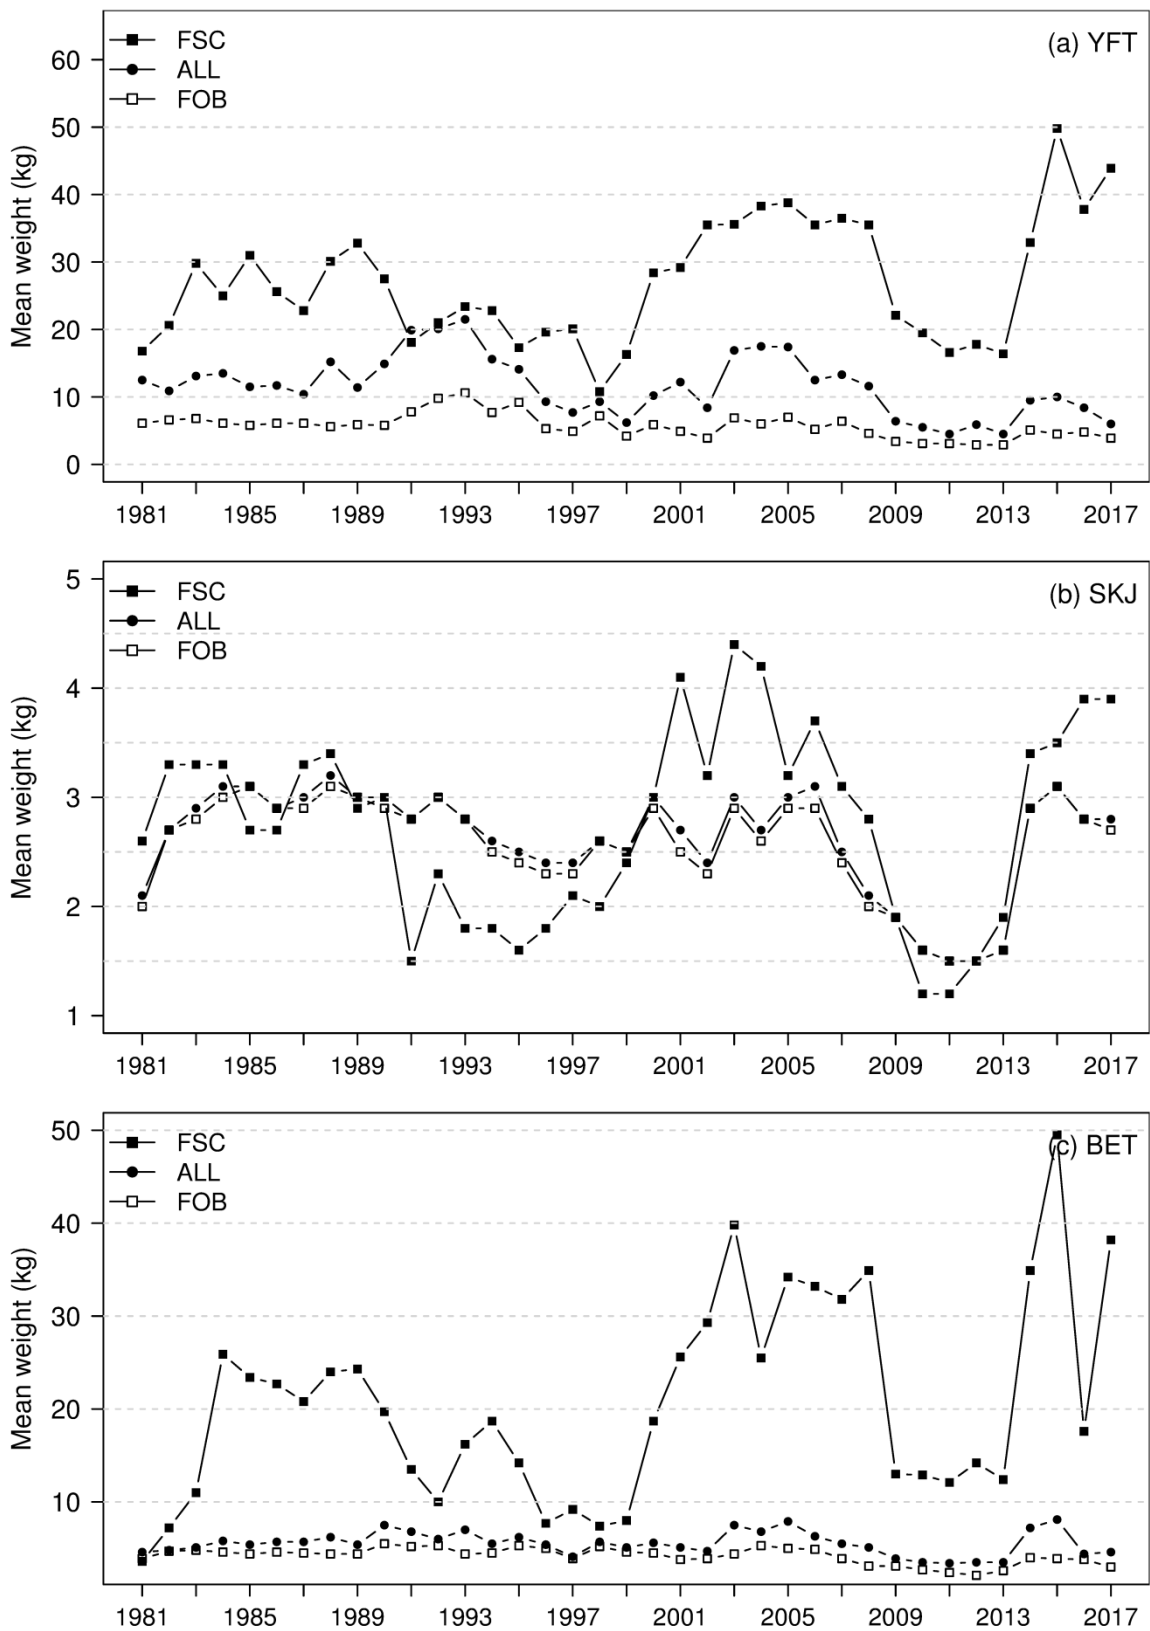 (a) YFT
FSC
ALL
FOB
Mean weight (kg)
60
50
40
30
20
10
0
1981 1985 1989 1993 1997 2001 2005 2009 2013 2017
(b) SKJ
FSC
ALL
FOB
Mean weight (kg)
5
4
3
2
1
1981 1985 1989 1993 1997 2001 2005 2009 2013 2017
(c) BET
FSC
ALL
FOB
Mean weight (kg)
50
40
30
20
10
1981 1985 1989 1993 1997 2001 2005 2009 2013 2017